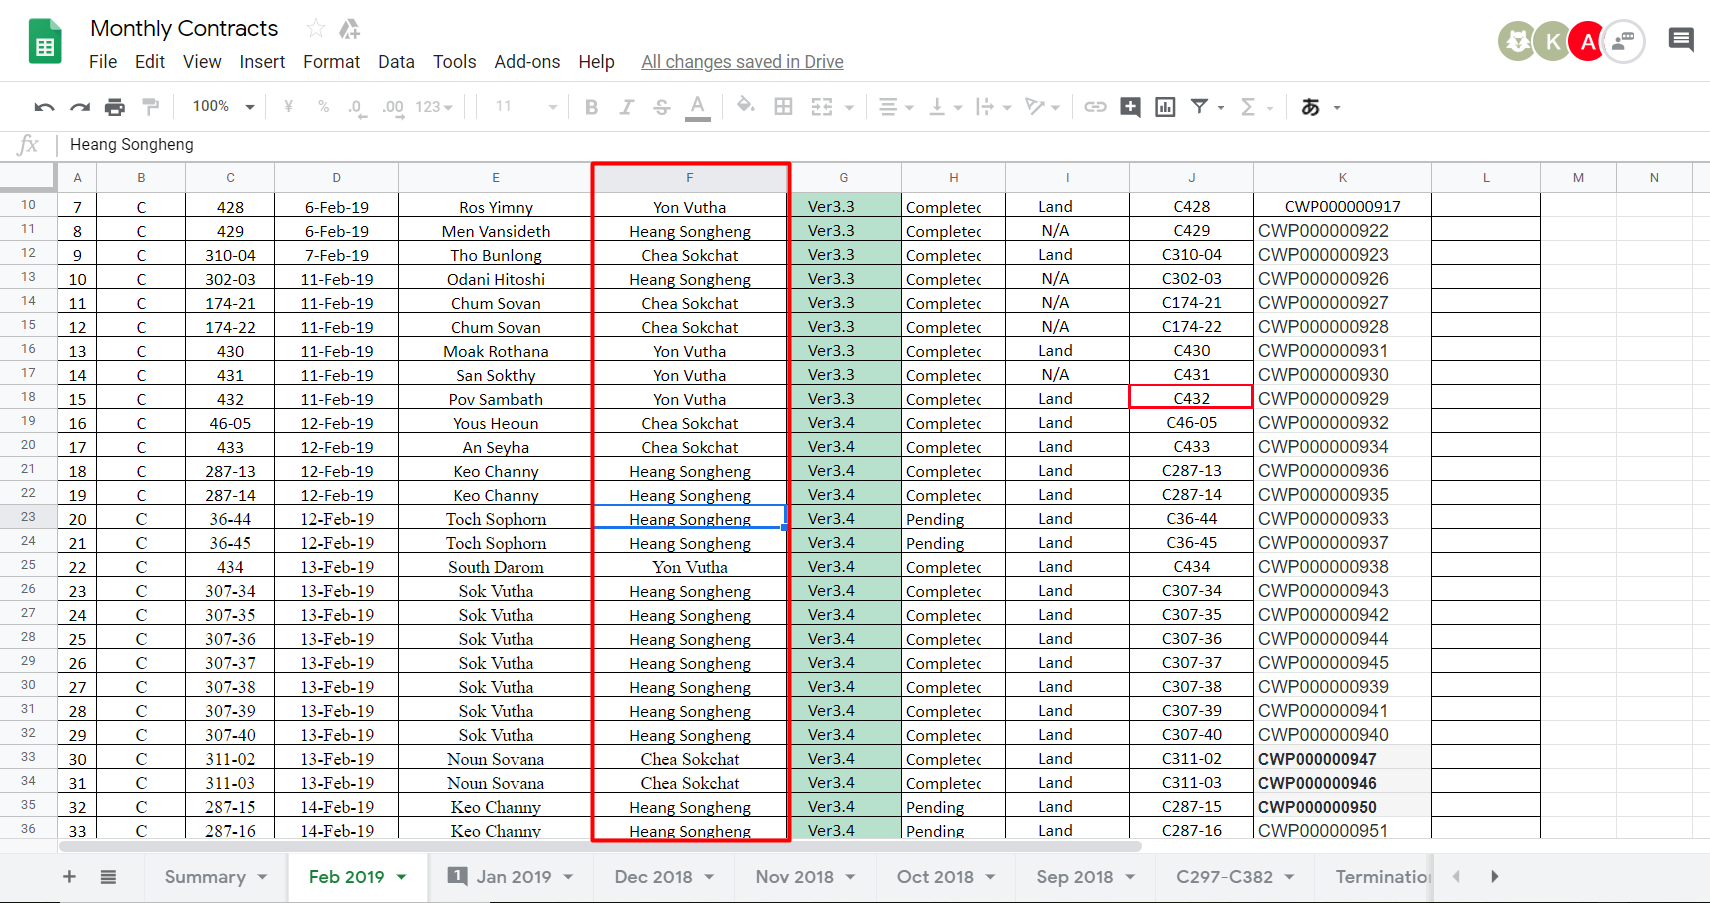 Monthly Contracts
File Edit View Insert Format Data Tools Add-ons Help All changes saved in Drive
K A
100% ¥ % .0 .00 123 11 B I S A Σ あ
fx Heang Songheng
A B C D E F G H I J K L M N
10 7 C 428 6-Feb-19 Ros Yimny Yon Vutha Ver3.3 Completec Land C428 CWP000000917
11 8 C 429 6-Feb-19 Men Vansideth Heang Songheng Ver3.3 Completec N/A C429 CWP000000922
12 9 C 310-04 7-Feb-19 Tho Bunlong Chea Sokchat Ver3.3 Completec Land C310-04 CWP000000923
13 10 C 302-03 11-Feb-19 Odani Hitoshi Heang Songheng Ver3.3 Completec N/A C302-03 CWP000000926
14 11 C 174-21 11-Feb-19 Chum Sovan Chea Sokchat Ver3.3 Completec N/A C174-21 CWP000000927
15 12 C 174-22 11-Feb-19 Chum Sovan Chea Sokchat Ver3.3 Completec N/A C174-22 CWP000000928
16 13 C 430 11-Feb-19 Moak Rothana Yon Vutha Ver3.3 Completec Land C430 CWP000000931
17 14 C 431 11-Feb-19 San Sokthy Yon Vutha Ver3.3 Completec N/A C431 CWP000000930
18 15 C 432 11-Feb-19 Pov Sambath Yon Vutha Ver3.3 Completec Land C432 CWP000000929
19 16 C 46-05 12-Feb-19 Yous Heoun Chea Sokchat Ver3.4 Completec Land C46-05 CWP000000932
20 17 C 433 12-Feb-19 An Seyha Chea Sokchat Ver3.4 Completec Land C433 CWP000000934
21 18 C 287-13 12-Feb-19 Keo Channy Heang Songheng Ver3.4 Completec Land C287-13 CWP000000936
22 19 C 287-14 12-Feb-19 Keo Channy Heang Songheng Ver3.4 Completec Land C287-14 CWP000000935
23 20 C 36-44 12-Feb-19 Toch Sophorn Heang Songheng Ver3.4 Pending Land C36-44 CWP000000933
24 21 C 36-45 12-Feb-19 Toch Sophorn Heang Songheng Ver3.4 Pending Land C36-45 CWP000000937
25 22 C 434 13-Feb-19 South Darom Yon Vutha Ver3.4 Completec Land C434 CWP000000938
26 23 C 307-34 13-Feb-19 Sok Vutha Heang Songheng Ver3.4 Completec Land C307-34 CWP000000943
27 24 C 307-35 13-Feb-19 Sok Vutha Heang Songheng Ver3.4 Completec Land C307-35 CWP000000942
28 25 C 307-36 13-Feb-19 Sok Vutha Heang Songheng Ver3.4 Completec Land C307-36 CWP000000944
29 26 C 307-37 13-Feb-19 Sok Vutha Heang Songheng Ver3.4 Completec Land C307-37 CWP000000945
30 27 C 307-38 13-Feb-19 Sok Vutha Heang Songheng Ver3.4 Completec Land C307-38 CWP000000939
31 28 C 307-39 13-Feb-19 Sok Vutha Heang Songheng Ver3.4 Completec Land C307-39 CWP000000941
32 29 C 307-40 13-Feb-19 Sok Vutha Heang Songheng Ver3.4 Completec Land C307-40 CWP000000940
33 30 C 311-02 13-Feb-19 Noun Sovana Chea Sokchat Ver3.4 Completec Land C311-02 CWP000000947
34 31 C 311-03 13-Feb-19 Noun Sovana Chea Sokchat Ver3.4 Completec Land C311-03 CWP000000946
35 32 C 287-15 14-Feb-19 Keo Channy Heang Songheng Ver3.4 Pending Land C287-15 CWP000000950
36 33 C 287-16 14-Feb-19 Keo Channy Heang Songheng Ver3.4 Pending Land C287-16 CWP000000951
+ Summary Feb 2019 1 Jan 2019 Dec 2018 Nov 2018 Oct 2018 Sep 2018 C297-C382 Terminatio